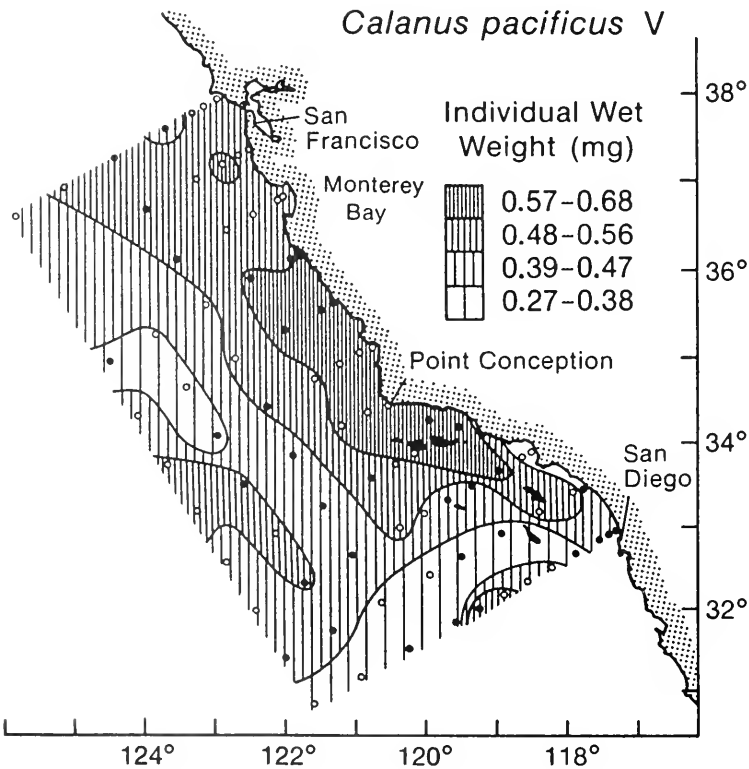 Calanus pacificus V
Individual Wet
Weight (mg)
0.57–0.68
0.48–0.56
0.39–0.47
0.27–0.38
San
Francisco
Monterey
Bay
Point Conception
San
Diego
38°
36°
34°
32°
124°
122°
120°
118°